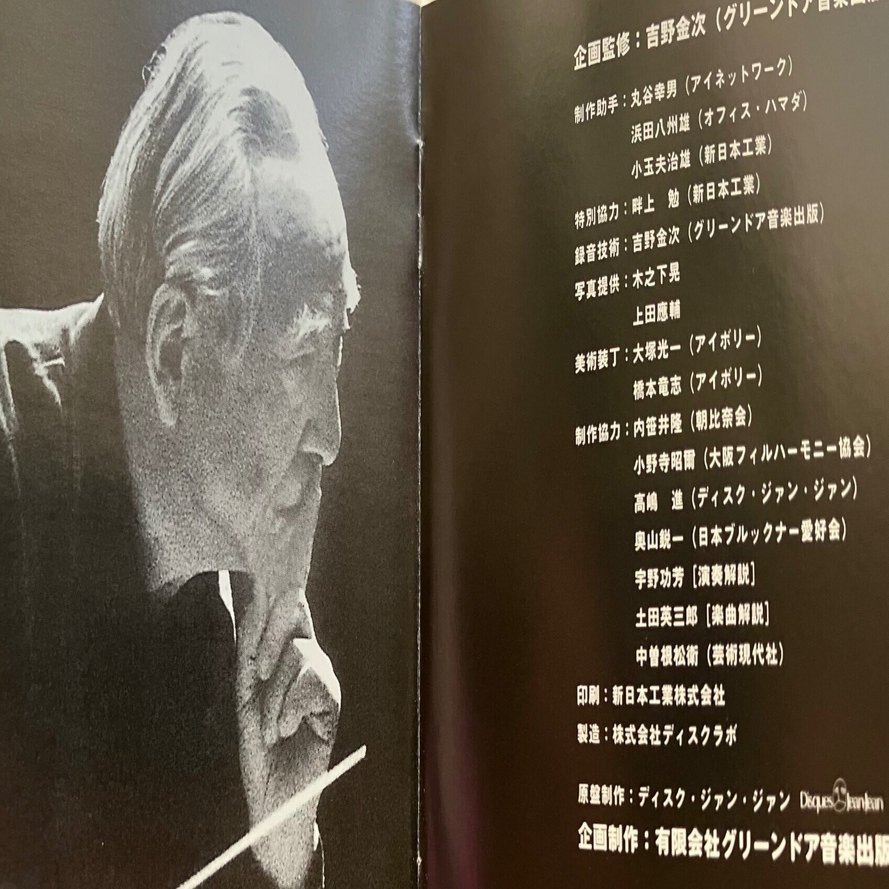 企画監修：吉野金次（グリーンドア音楽出版
制作助手：丸谷幸男（アイネットワーク）
浜田八州雄（オフィス・ハマダ）
小玉夫治雄（新日本工業）
特別協力：畔上　勉（新日本工業）
録音技術：吉野金次（グリーンドア音楽出版）
写真提供：木之下晃
上田應輔
美術装丁：大塚光一（アイボリー）
橋本竜志（アイボリー）
制作協力：内笹井隆（朝比奈会）
小野寺昭爾（大阪フィルハーモニー協会）
高嶋　進（ディスク・ジァン・ジァン）
奥山鋭一（日本ブルックナー愛好会）
宇野功芳［演奏解説］
土田英三郎［楽曲解説］
中曽根松衛（芸術現代社）
印刷：新日本工業株式会社
製造：株式会社ディスクラボ
原盤制作：ディスク・ジァン・ジァン Disques JeanJean
企画制作：有限会社グリーンドア音楽出版